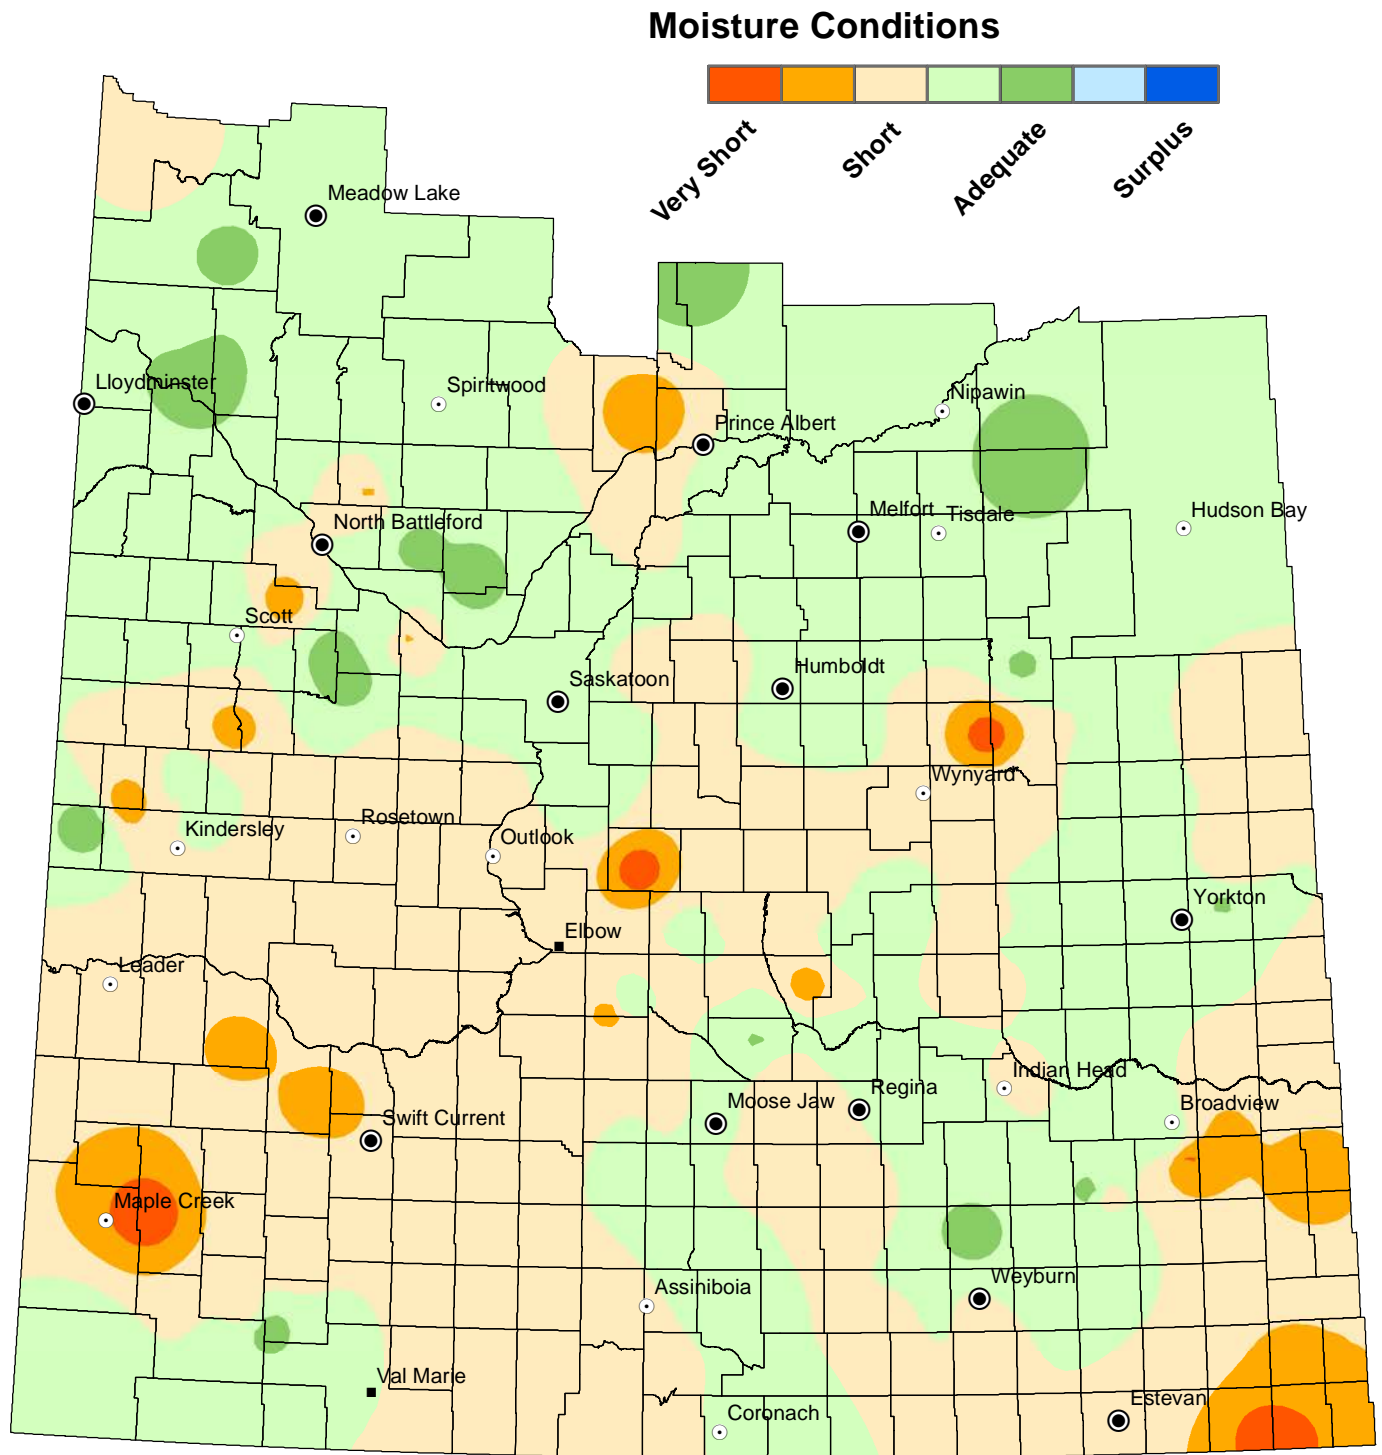 Moisture Conditions
Very Short
Short
Adequate
Surplus
Meadow Lake
Lloydminster
Spiritwood
Nipawin
Prince Albert
Melfort
Tisdale
Hudson Bay
North Battleford
Scott
Humboldt
Saskatoon
Wynyard
Rosetown
Kindersley
Outlook
Yorkton
Elbow
Leader
Indian Head
Regina
Moose Jaw
Broadview
Swift Current
Maple Creek
Weyburn
Assiniboia
Val Marie
Estevan
Coronach